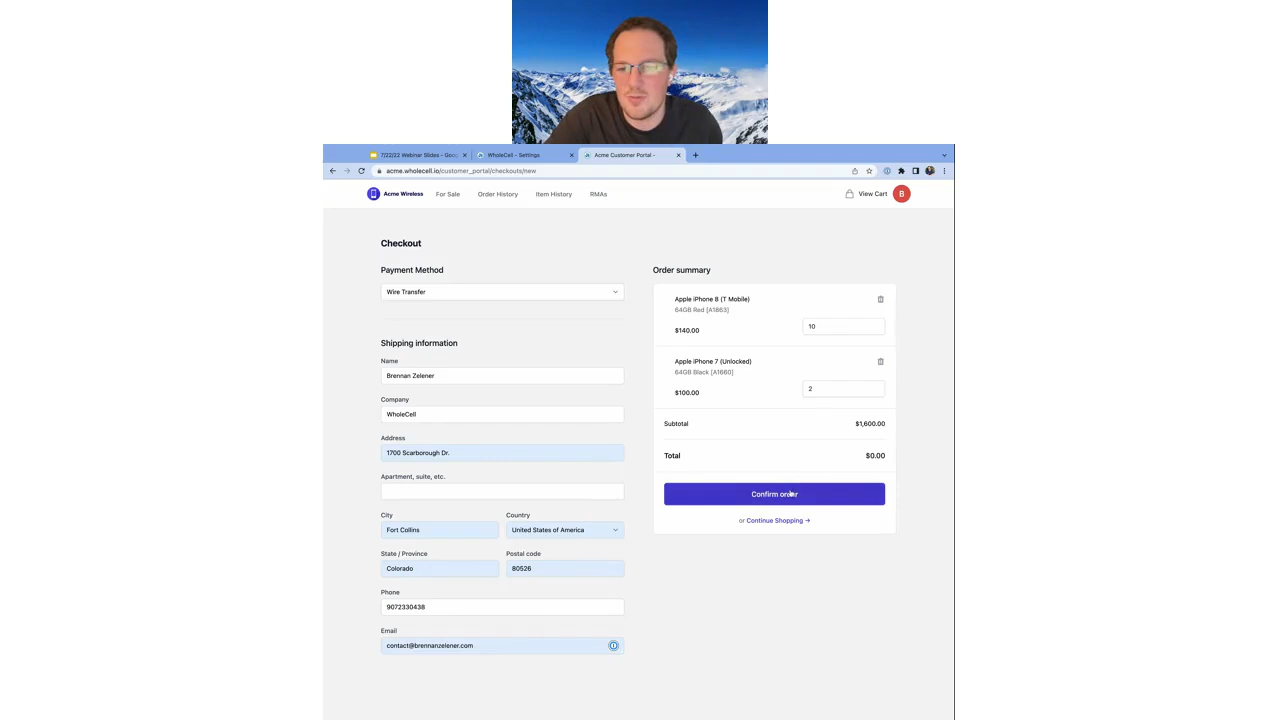 7/22/22 Webinar Slides - Goog
WholeCell - Settings
Acme Customer Portal -
acme.wholecell.io/customer_portal/checkouts/new
Acme Wireless
For Sale
Order History
Item History
RMAs
View Cart
B
Checkout
Payment Method
Wire Transfer
Shipping information
Name
Brennan Zelener
Company
WholeCell
Address
1700 Scarborough Dr.
Apartment, suite, etc.
City
Country
Fort Collins
United States of America
State / Province
Postal code
Colorado
80526
Phone
9072330438
Email
contact@brennanzelener.com
Order summary
Apple iPhone 8 (T Mobile)
64GB Red [A1863]
$140.00
10
Apple iPhone 7 (Unlocked)
64GB Black [A1660]
$100.00
2
Subtotal
$1,600.00
Total
$0.00
Confirm order
or Continue Shopping →